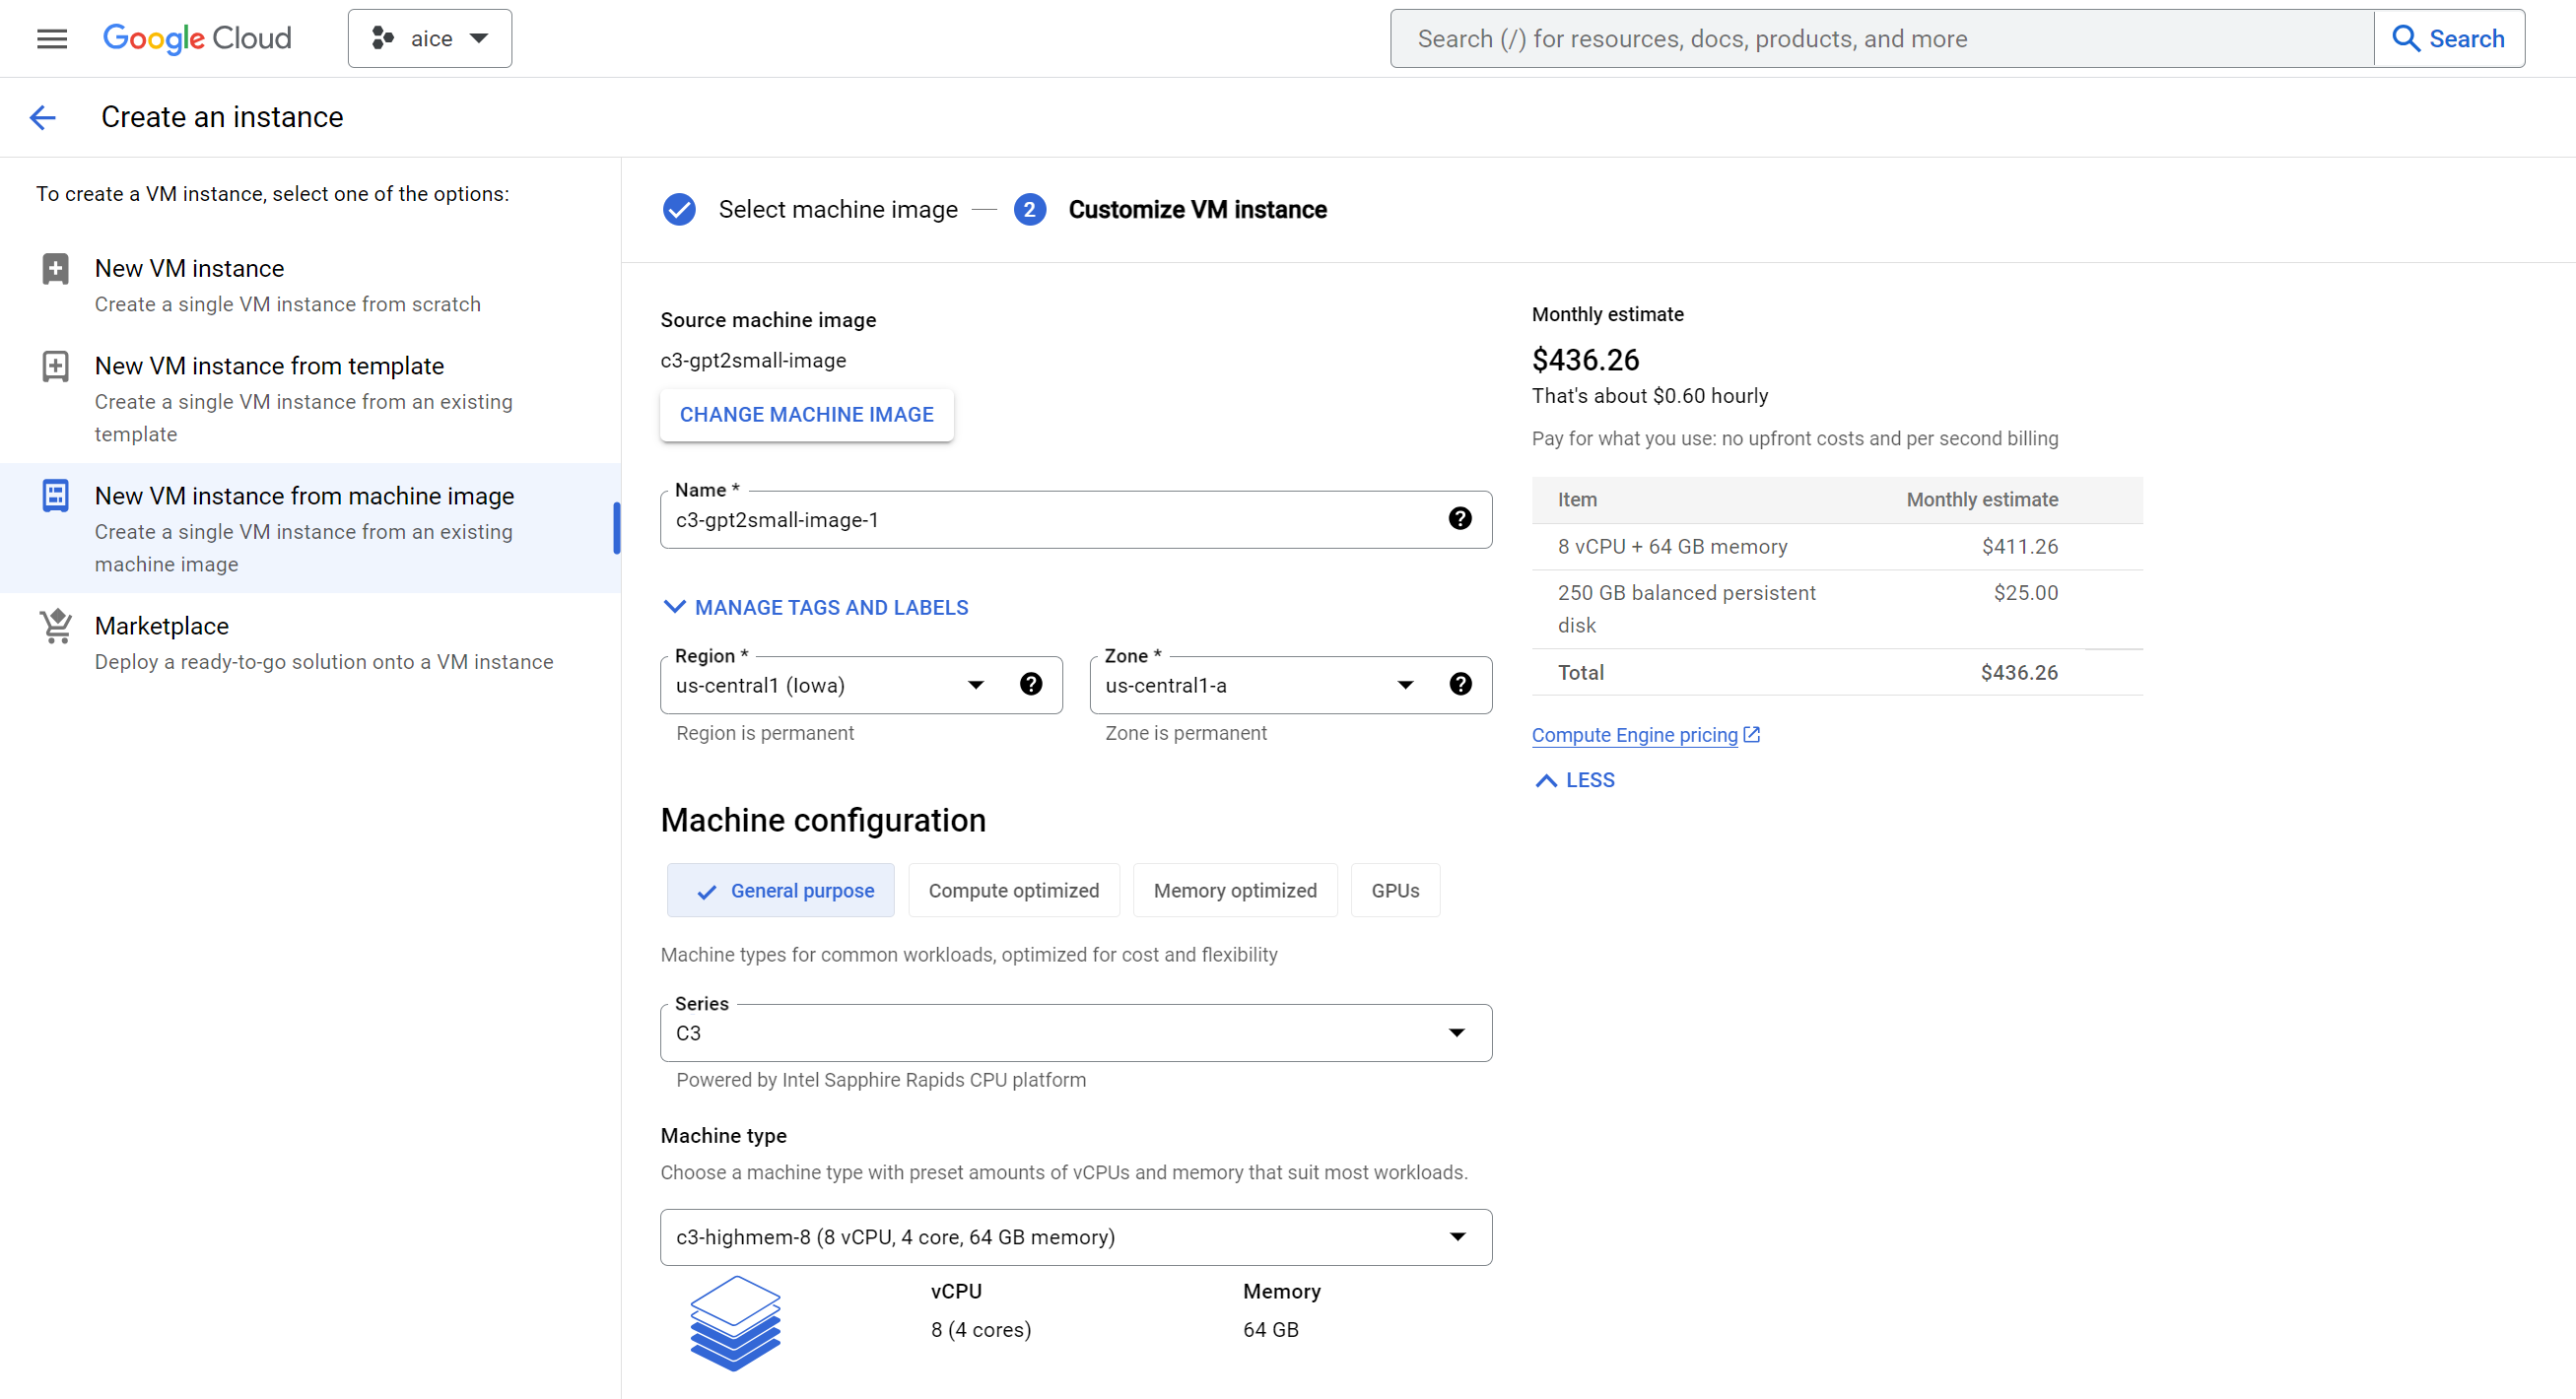 Google Cloud
aice
Search (/) for resources, docs, products, and more
Search
Create an instance
To create a VM instance, select one of the options:
New VM instance
Create a single VM instance from scratch
New VM instance from template
Create a single VM instance from an existing
template
New VM instance from machine image
Create a single VM instance from an existing
machine image
Marketplace
Deploy a ready-to-go solution onto a VM instance
Select machine image
2
Customize VM instance
Source machine image
c3-gpt2small-image
CHANGE MACHINE IMAGE
Name *
c3-gpt2small-image-1
?
MANAGE TAGS AND LABELS
Region *
us-central1 (Iowa)
?
Region is permanent
Zone *
us-central1-a
?
Zone is permanent
Machine configuration
General purpose
Compute optimized
Memory optimized
GPUs
Machine types for common workloads, optimized for cost and flexibility
Series
C3
Powered by Intel Sapphire Rapids CPU platform
Machine type
Choose a machine type with preset amounts of vCPUs and memory that suit most workloads.
c3-highmem-8 (8 vCPU, 4 core, 64 GB memory)
vCPU
8 (4 cores)
Memory
64 GB
Monthly estimate
$436.26
That's about $0.60 hourly
Pay for what you use: no upfront costs and per second billing
Item Monthly estimate
8 vCPU + 64 GB memory $411.26
250 GB balanced persistent $25.00
disk
Total $436.26
Compute Engine pricing
LESS